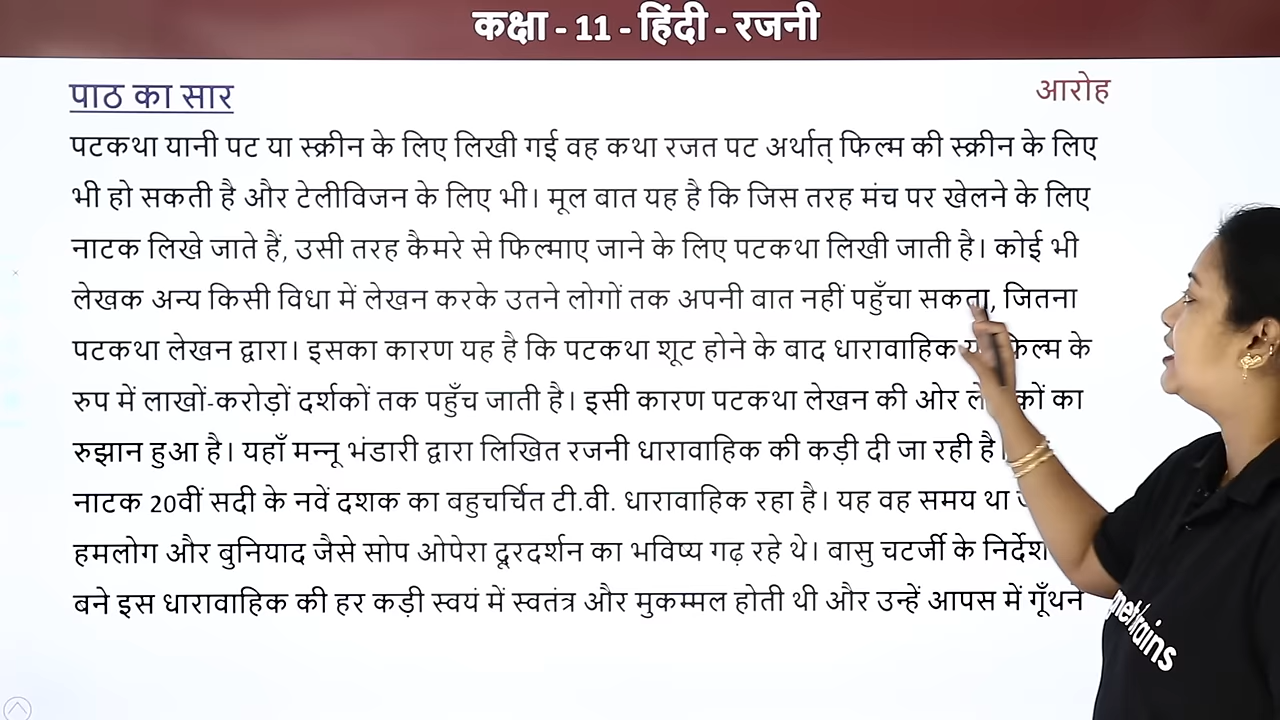 कक्षा - 11 - हिंदी - रजनी
पाठ का सार
आरोह
पटकथा यानी पट या स्क्रीन के लिए लिखी गई वह कथा रजत पट अर्थात् फिल्म की स्क्रीन के लिए
भी हो सकती है और टेलीविजन के लिए भी। मूल बात यह है कि जिस तरह मंच पर खेलने के लिए
नाटक लिखे जाते हैं, उसी तरह कैमरे से फिल्माए जाने के लिए पटकथा लिखी जाती है। कोई भी
लेखक अन्य किसी विधा में लेखन करके उतने लोगों तक अपनी वात नहीं पहुँचा सकता, जितना
पटकथा लेखन द्वारा। इसका कारण यह है कि पटकथा शूट होने के बाद धारावाहिक फिल्म के
रुप में लाखों-करोड़ों दर्शकों तक पहुँच जाती है। इसी कारण पटकथा लेखन की ओर का
रुझान हुआ है। यहाँ मन्नू भंडारी द्वारा लिखित रजनी धारावाहिक की कड़ी दी जा रही है।
नाटक 20वीं सदी के नवें दशक का बहुचर्चित टी.वी. धारावाहिक रहा है। यह वह समय था
हमलोग और वुनियाद जैसे सोप ओपेरा दूरदर्शन का भविष्य गढ़ रहे थे। बासु चटर्जी के
बने इस धारावाहिक की हर कड़ी स्वयं में स्वतंत्र और मुकम्मल होती थी और उन्हें आपस में गूँथने